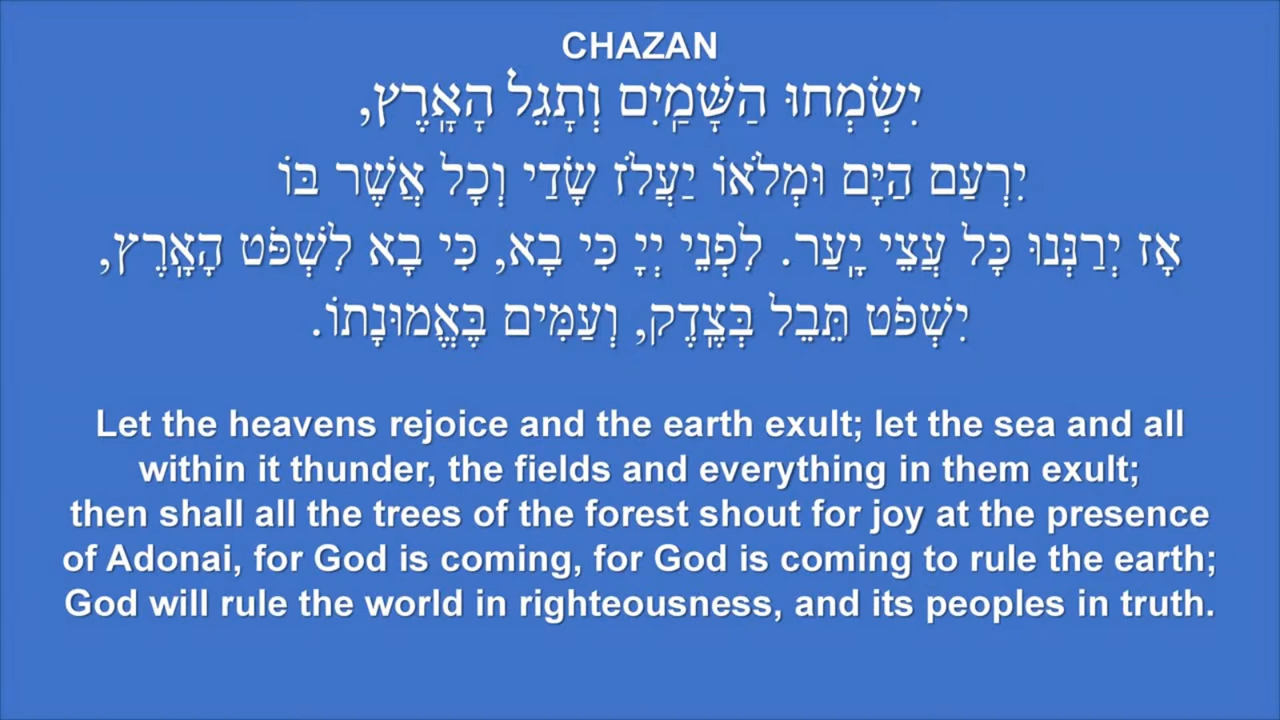 CHAZAN
יִשְׂמְחוּ הַשָּׁמַֽיִם וְתָגֵל הָאָֽרֶץ,
יִרְעַם הַיָּם וּמְלֹאוֹ יַעֲלֹז שָׂדַי וְכָל אֲשֶׁר בּוֹ
אָז יְרַנְּנוּ כָּל עֲצֵי יָֽעַר. לִפְנֵי יְיָ כִּי בָא, כִּי בָא לִשְׁפֹּט הָאָֽרֶץ,
יִשְׁפֹּט תֵּבֵל בְּצֶֽדֶק, וְעַמִּים בֶּאֱמוּנָתוֹ.
Let the heavens rejoice and the earth exult; let the sea and all
within it thunder, the fields and everything in them exult;
then shall all the trees of the forest shout for joy at the presence
of Adonai, for God is coming, for God is coming to rule the earth;
God will rule the world in righteousness, and its peoples in truth.